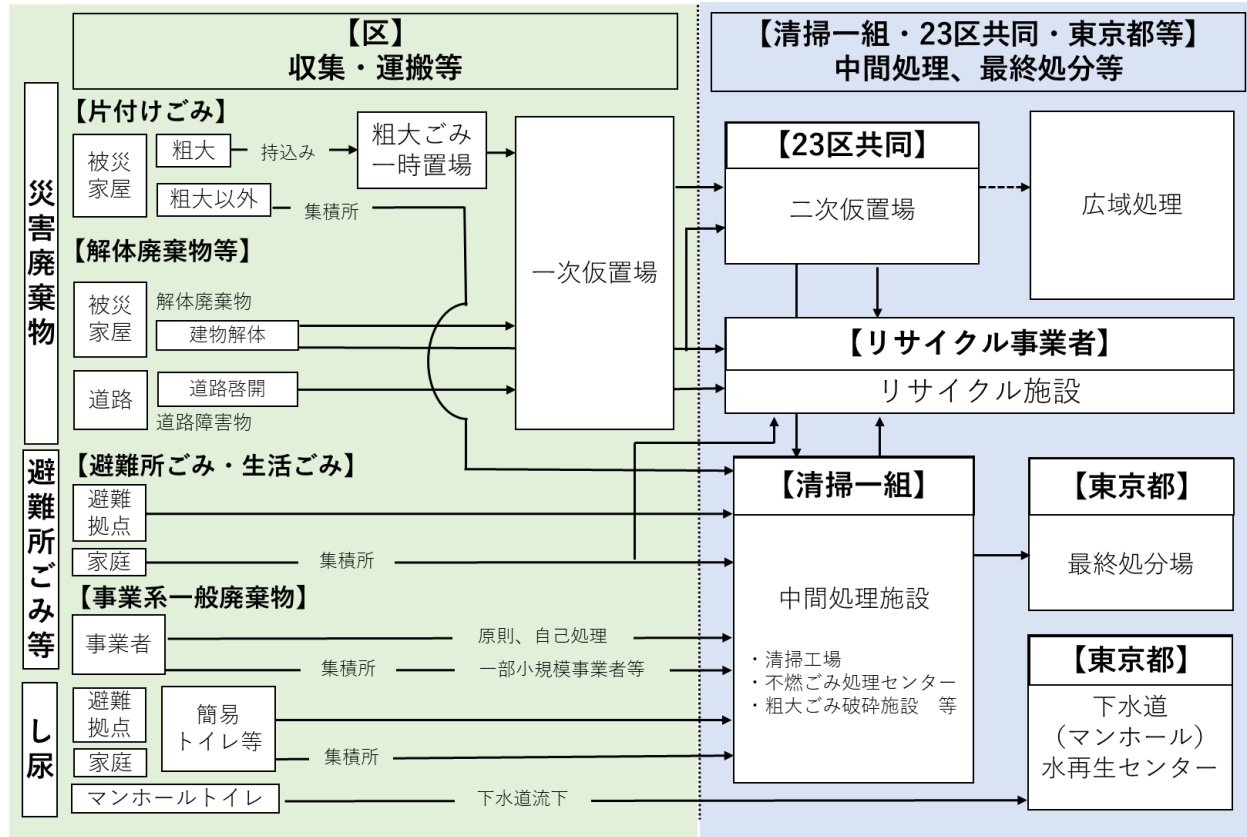 【区】
収集・運搬等
【清掃一組・23区共同・東京都等】
中間処理、最終処分等
災害廃棄物
【片付けごみ】
被災
家屋
粗大
持込み
粗大ごみ
一時置場
粗大以外
集積所
【解体廃棄物等】
被災
家屋
解体廃棄物
建物解体
道路
道路啓開
道路障害物
一次仮置場
【23区共同】
二次仮置場
広域処理
【リサイクル事業者】
リサイクル施設
避難所ごみ等
【避難所ごみ・生活ごみ】
避難
拠点
家庭
集積所
【事業系一般廃棄物】
事業者
原則、自己処理
集積所
一部小規模事業者等
【清掃一組】
中間処理施設
・清掃工場
・不燃ごみ処理センター
・粗大ごみ破砕施設　等
【東京都】
最終処分場
し尿
避難
拠点
家庭
簡易
トイレ等
集積所
マンホールトイレ
下水道流下
【東京都】
下水道
（マンホール）
水再生センター